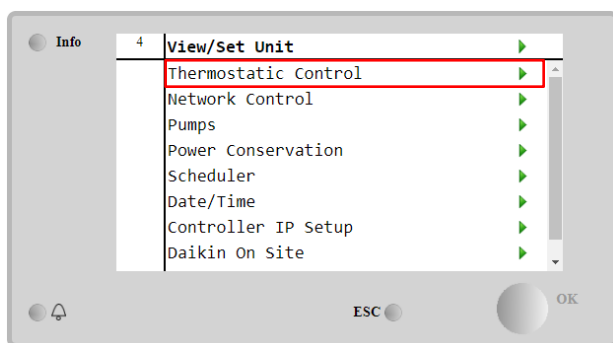 Info
4 View/Set Unit
Thermostatic Control
Network Control
Pumps
Power Conservation
Scheduler
Date/Time
Controller IP Setup
Daikin On Site
ESC
OK